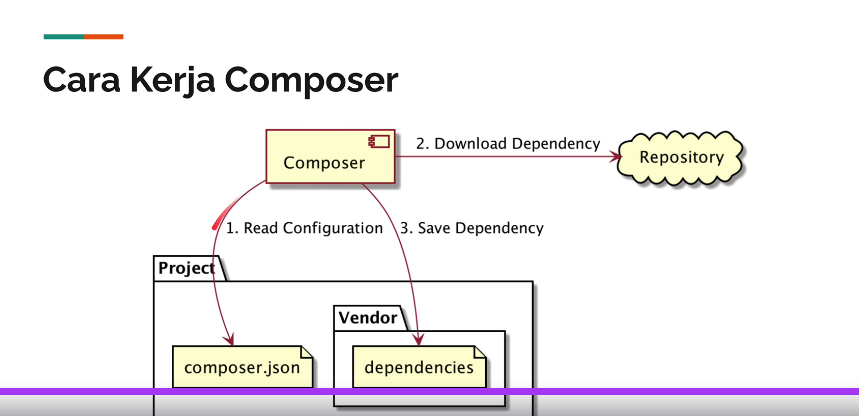 Cara Kerja Composer
2. Download Dependency
Composer
Repository
1. Read Configuration
3. Save Dependency
Project
Vendor
composer.json
dependencies